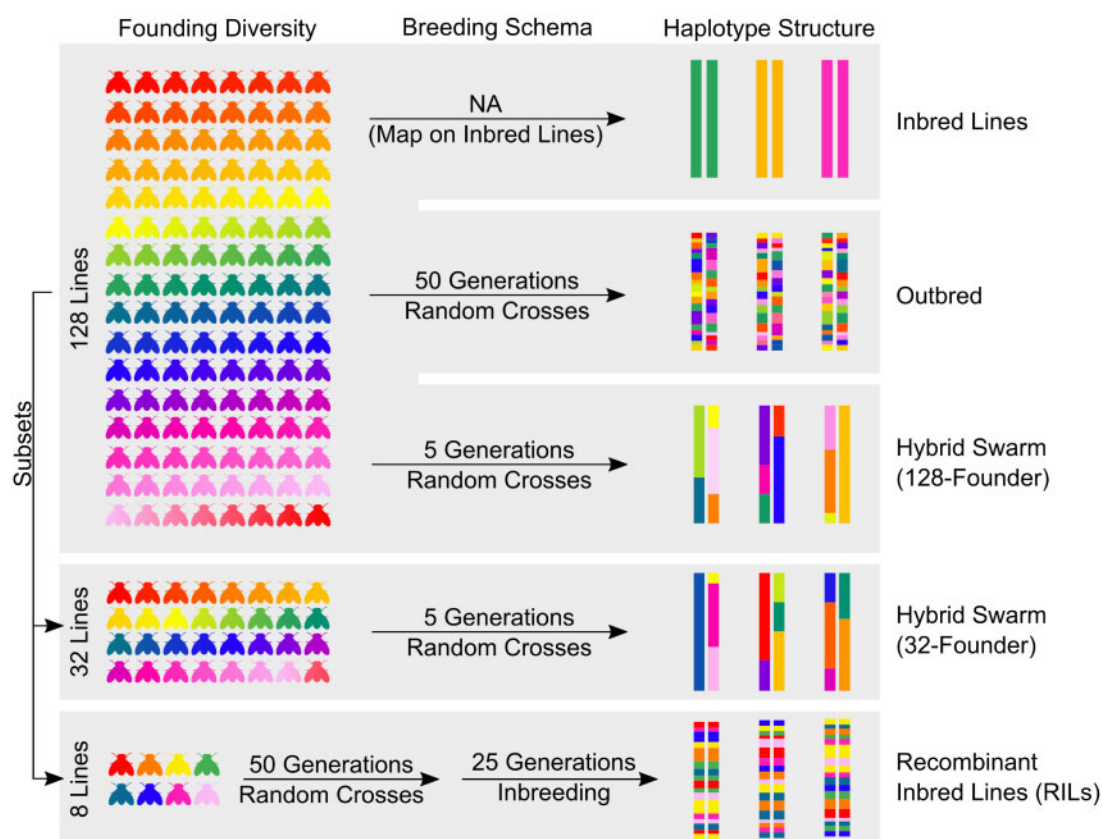 Founding Diversity
Breeding Schema
Haplotype Structure
128 Lines
NA
(Map on Inbred Lines)
Inbred Lines
50 Generations
Random Crosses
Outbred
5 Generations
Random Crosses
Hybrid Swarm
(128-Founder)
Subsets
32 Lines
5 Generations
Random Crosses
Hybrid Swarm
(32-Founder)
8 Lines
50 Generations
Random Crosses
25 Generations
Inbreeding
Recombinant
Inbred Lines (RILs)